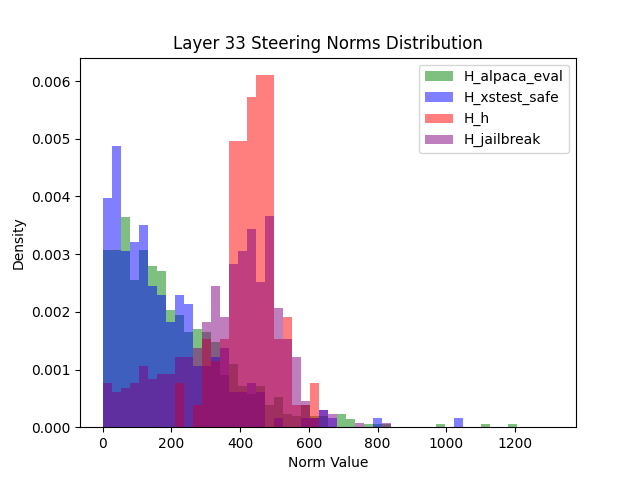 Layer 33 Steering Norms Distribution
H_alpaca_eval
H_xstest_safe
H_h
H_jailbreak
0.006
0.005
0.004
0.003
0.002
0.001
0.000
Density
0 200 400 600 800 1000 1200
Norm Value